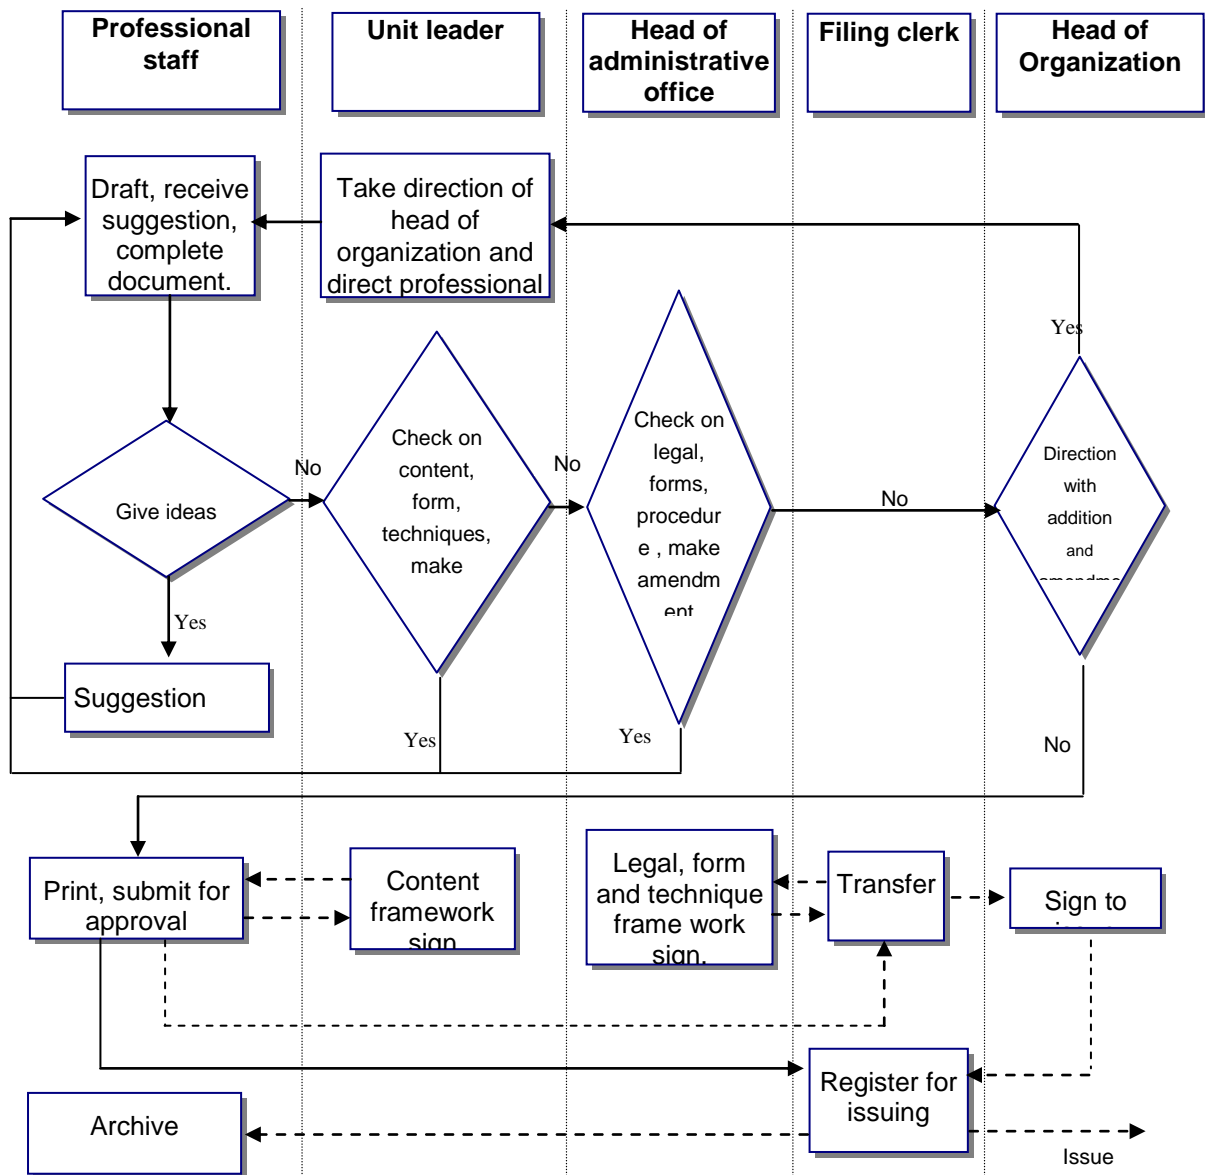 Professional
staff
Unit leader
Head of
administrative
office
Filing clerk
Head of
Organization
Draft, receive
suggestion,
complete
document.
Take direction of
head of
organization and
direct professional
Yes
Give ideas
No
Check on
content,
form,
techniques,
make
No
Check on
legal,
forms,
procedur
e , make
amendm
ent
No
Direction
with
addition
and
Yes
Suggestion
Yes
Yes
No
Print, submit for
approval
Content
framework
sign
Legal, form
and technique
frame work
sign.
Transfer
Sign to
Register for
issuing
Archive
Issue